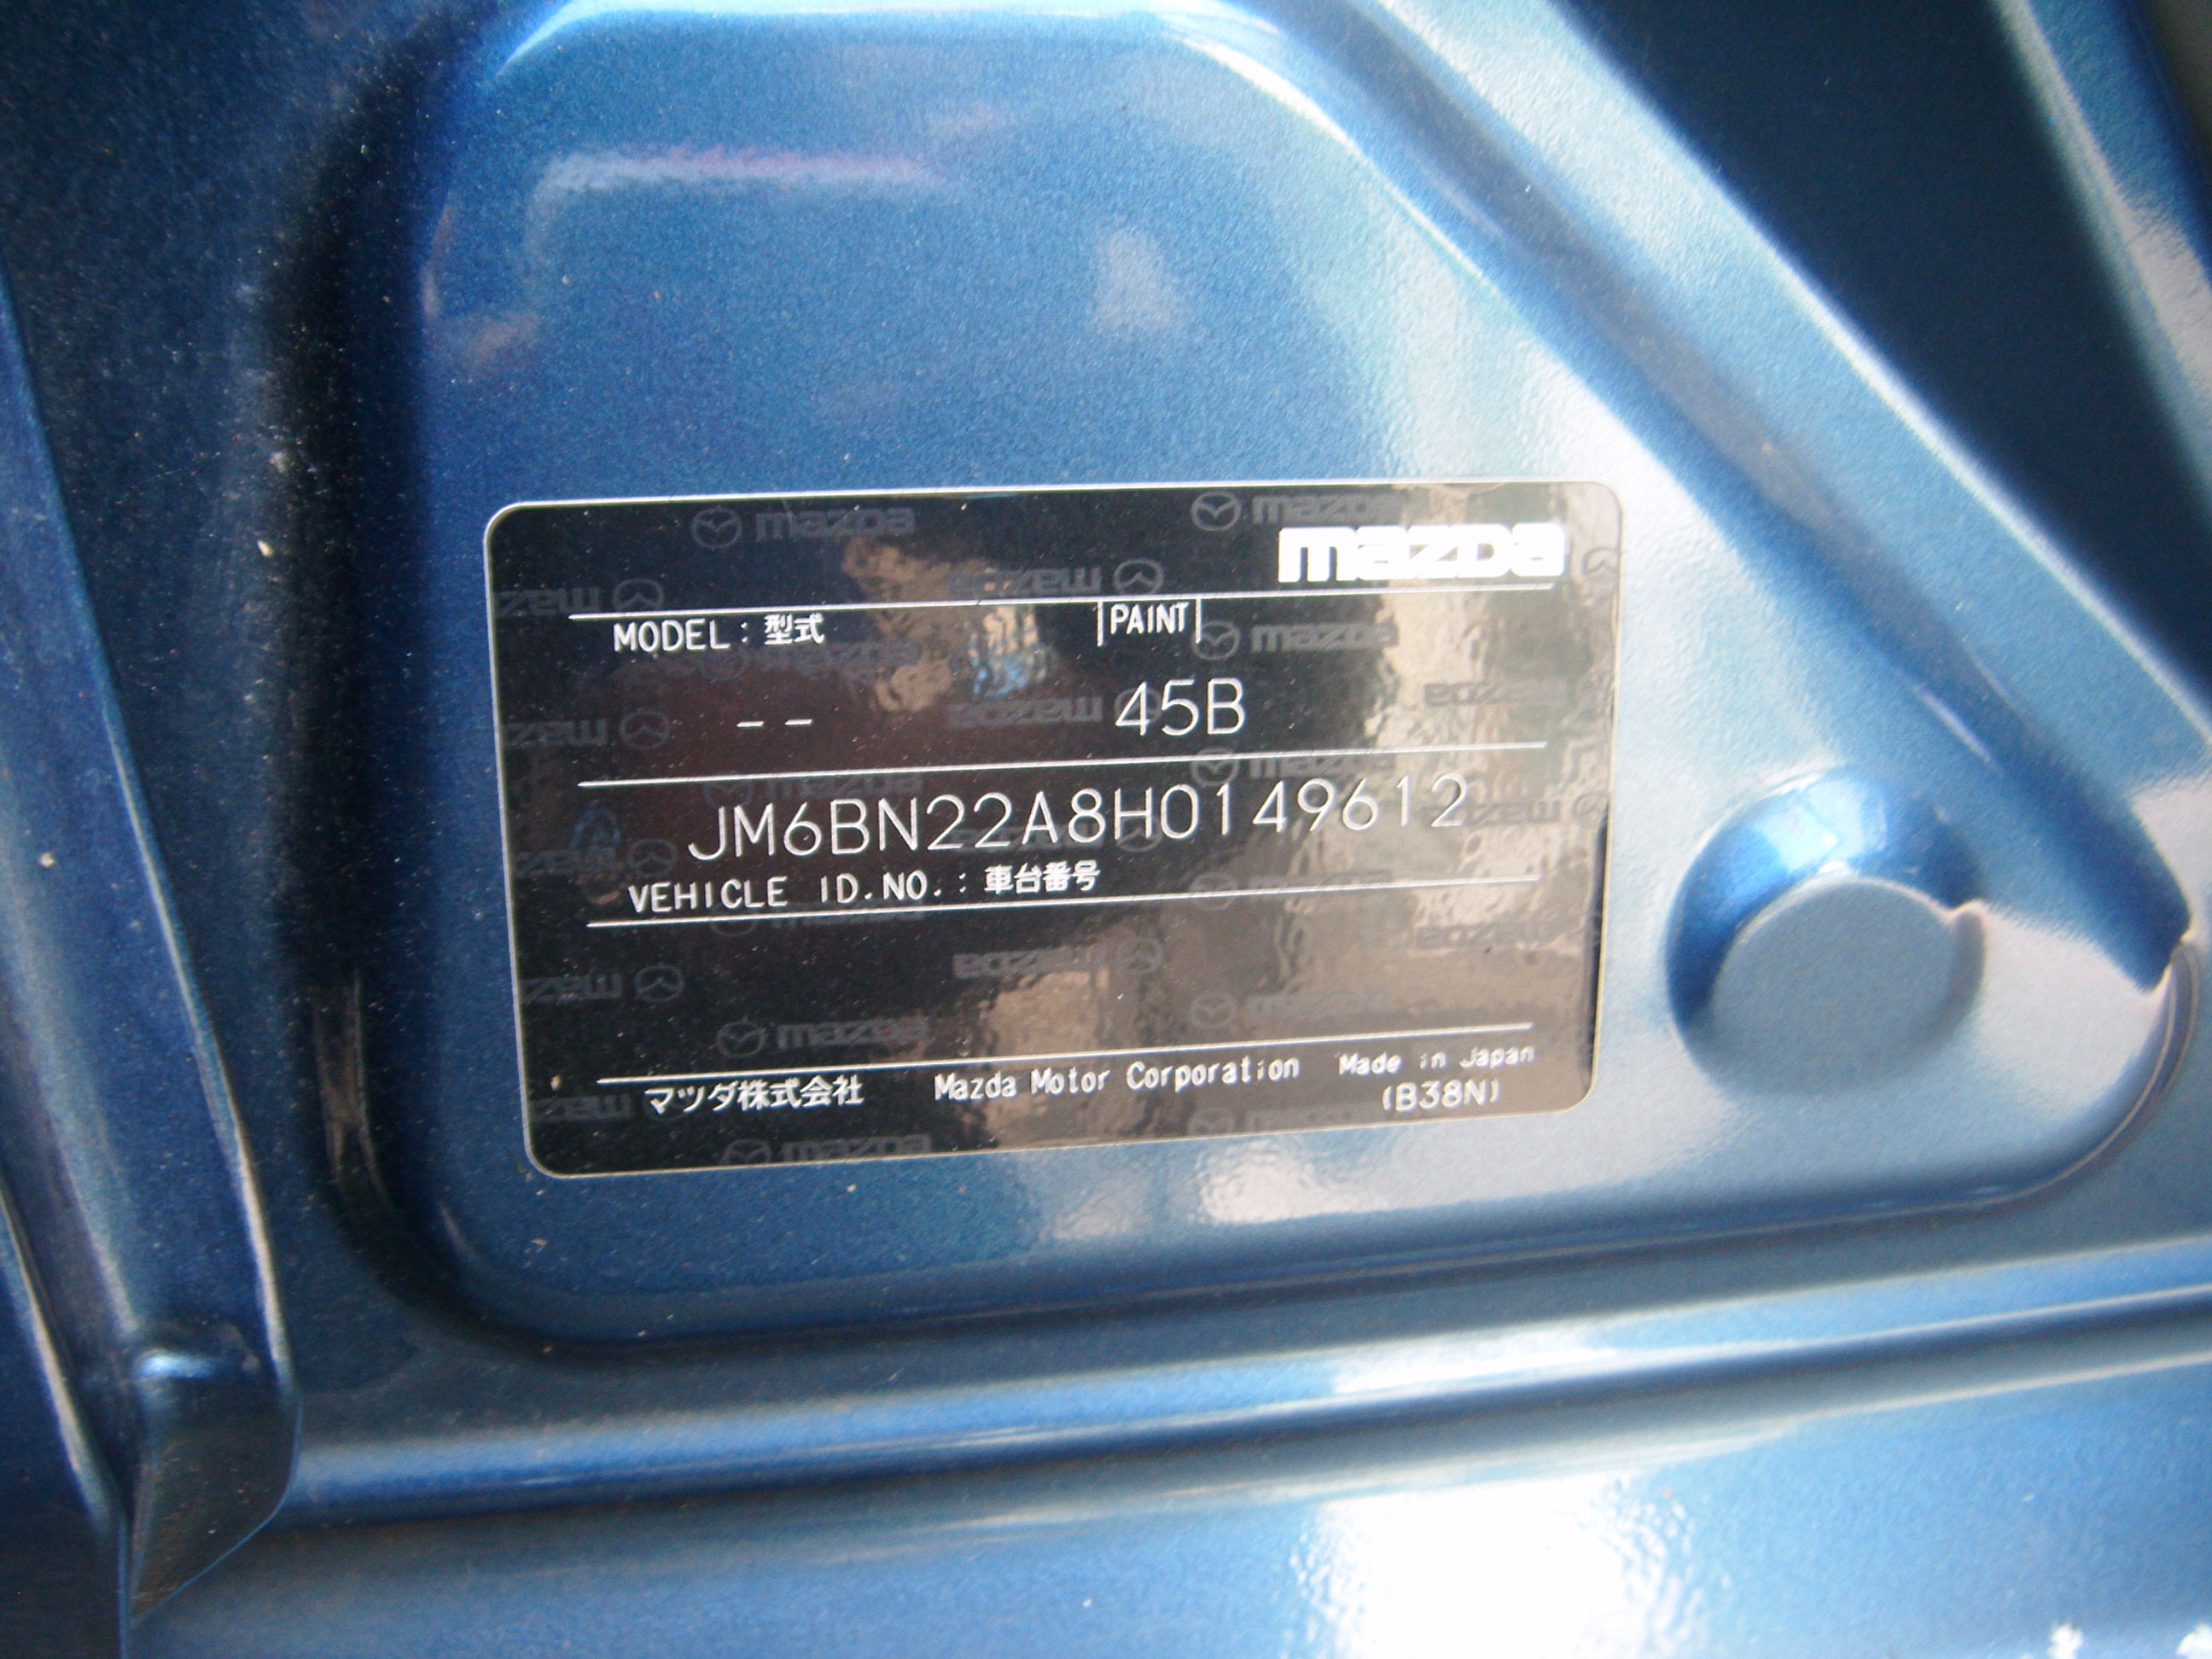 mazda
MODEL : 型式 PAINT
-- 45B
JM6BN22A8H0149612
VEHICLE ID.NO. : 車台番号
マツダ株式会社 Mazda Motor Corporation Made in Japan
(B38N)